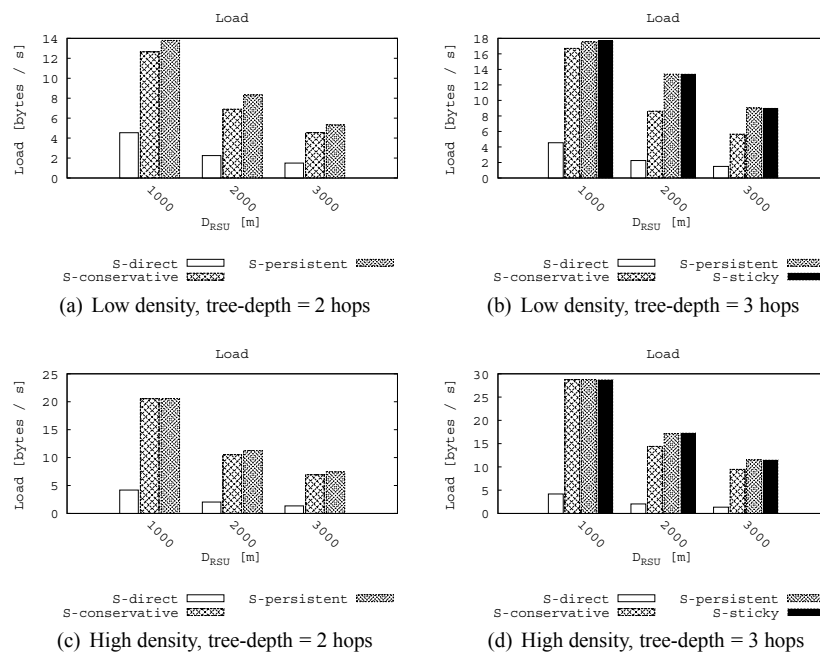 Load
14
12
10
8
6
4
2
0
Load [bytes / s]
1000
2000
3000
D_RSU [m]
S-direct
S-conservative
S-persistent
(a) Low density, tree-depth = 2 hops
Load
18
16
14
12
10
8
6
4
2
0
Load [bytes / s]
1000
2000
3000
D_RSU [m]
S-direct
S-conservative
S-persistent
S-sticky
(b) Low density, tree-depth = 3 hops
Load
25
20
15
10
5
0
Load [bytes / s]
1000
2000
3000
D_RSU [m]
S-direct
S-conservative
S-persistent
(c) High density, tree-depth = 2 hops
Load
30
25
20
15
10
5
0
Load [bytes / s]
1000
2000
3000
D_RSU [m]
S-direct
S-conservative
S-persistent
S-sticky
(d) High density, tree-depth = 3 hops